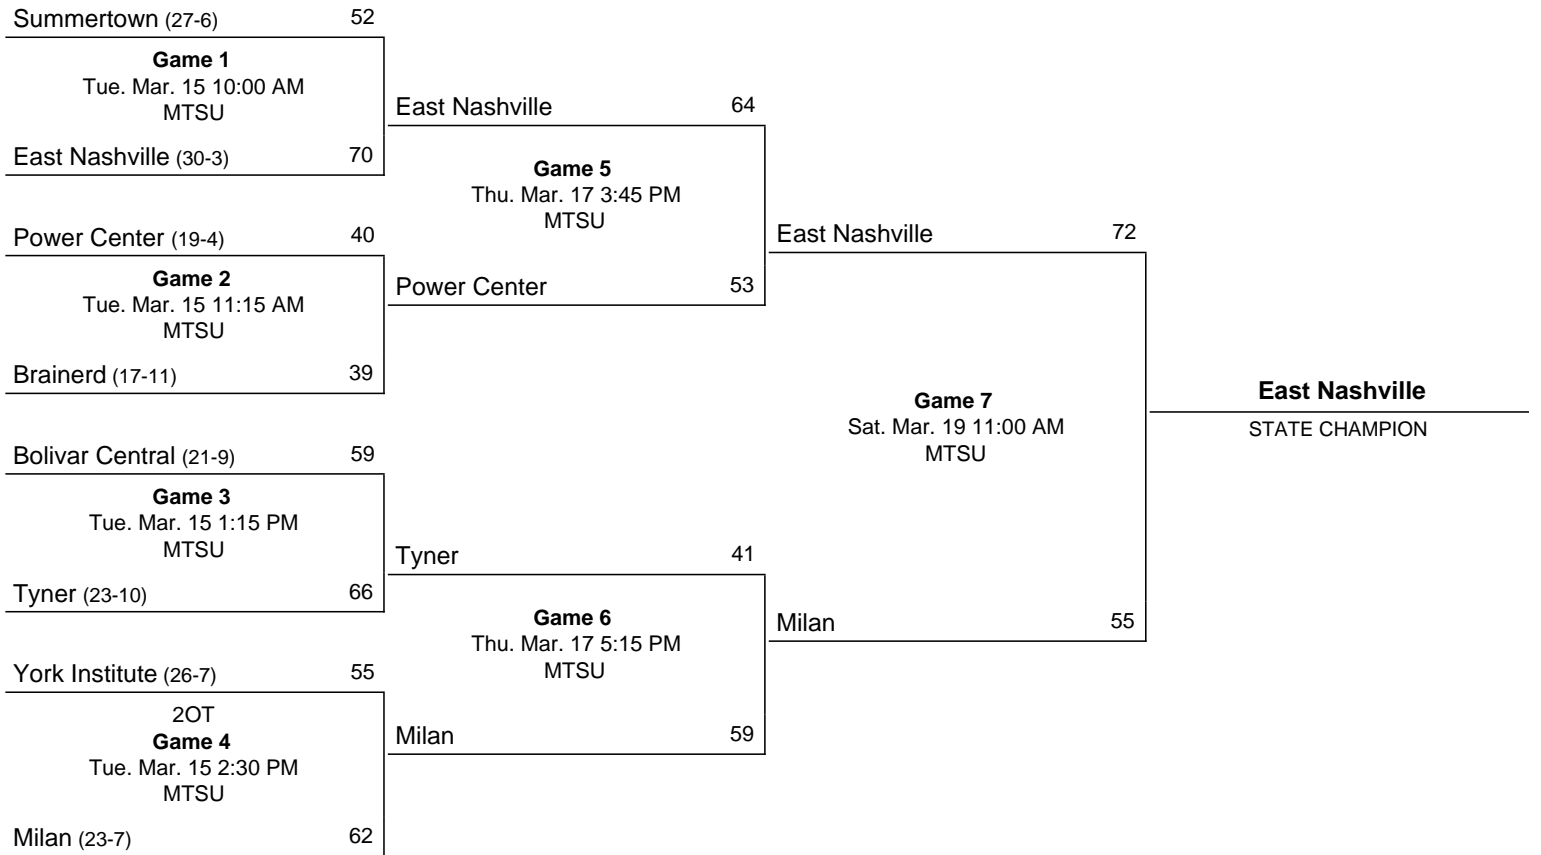 Summertown (27-6) 52
Game 1
Tue. Mar. 15 10:00 AM
MTSU
East Nashville (30-3) 70
Power Center (19-4) 40
Game 2
Tue. Mar. 15 11:15 AM
MTSU
Brainerd (17-11) 39
Bolivar Central (21-9) 59
Game 3
Tue. Mar. 15 1:15 PM
MTSU
Tyner (23-10) 66
York Institute (26-7) 55
2OT
Game 4
Tue. Mar. 15 2:30 PM
MTSU
Milan (23-7) 62
East Nashville 64
Game 5
Thu. Mar. 17 3:45 PM
MTSU
Power Center 53
Tyner 41
Game 6
Thu. Mar. 17 5:15 PM
MTSU
Milan 59
East Nashville 72
Game 7
Sat. Mar. 19 11:00 AM
MTSU
Milan 55
East Nashville
STATE CHAMPION